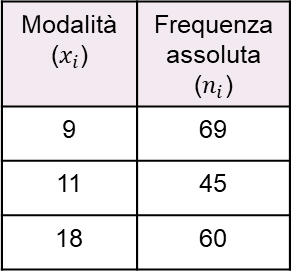 Modalità Frequenza
(𝑥ᵢ) assoluta
(𝑛ᵢ)
9 69
11 45
18 60